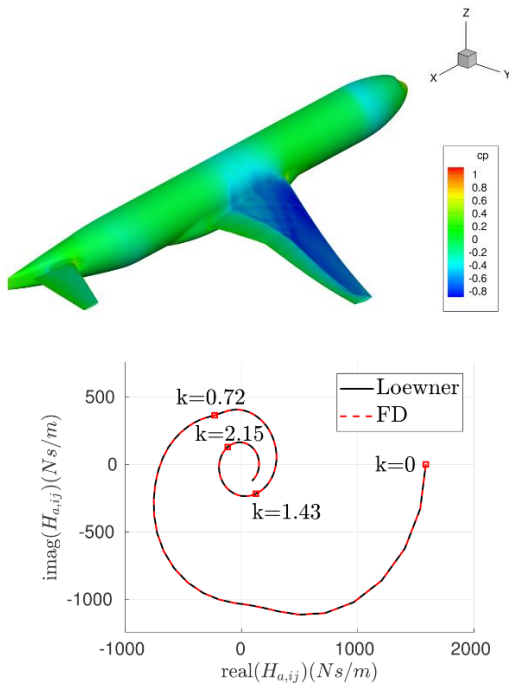 Z
X
Y
cp
1
0.8
0.6
0.4
0.2
0
-0.2
-0.4
-0.6
-0.8
k=0.72
k=2.15
k=0
k=1.43
Loewner
FD
500
0
-500
-1000
-1000
0
1000
2000
imag(H_{a,ij})(Ns/m)
real(H_{a,ij})(Ns/m)